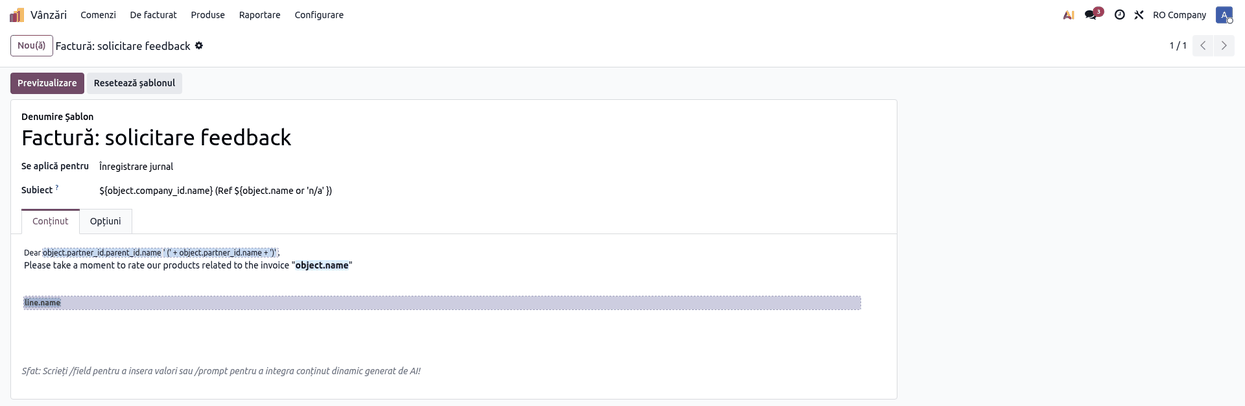 Vânzări Comenzi De facturat Produse Raportare Configurare AI 3 RO Company A
Nou(ă) Factură: solicitare feedback 1 / 1
Previzualizare Resetează șablonul
Denumire Șablon
Factură: solicitare feedback
Se aplică pentru Înregistrare jurnal
Subiect ? ${object.company_id.name} (Ref ${object.name or 'n/a' })
Conținut Opțiuni
Dear object.partner_id.parent_id.name ' (' + object.partner_id.name + ')' ,
Please take a moment to rate our products related to the invoice "object.name"
line.name
Sfat: Scrieți /field pentru a insera valori sau /prompt pentru a integra conținut dinamic generat de AI!